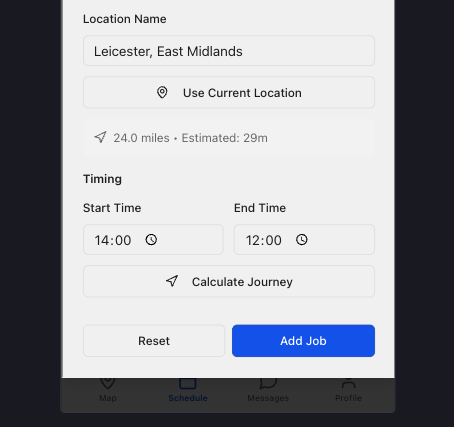 Location Name
Leicester, East Midlands
Use Current Location
24.0 miles • Estimated: 29m
Timing
Start Time End Time
14:00 12:00
Calculate Journey
Reset Add Job
Map Schedule Messages Profile